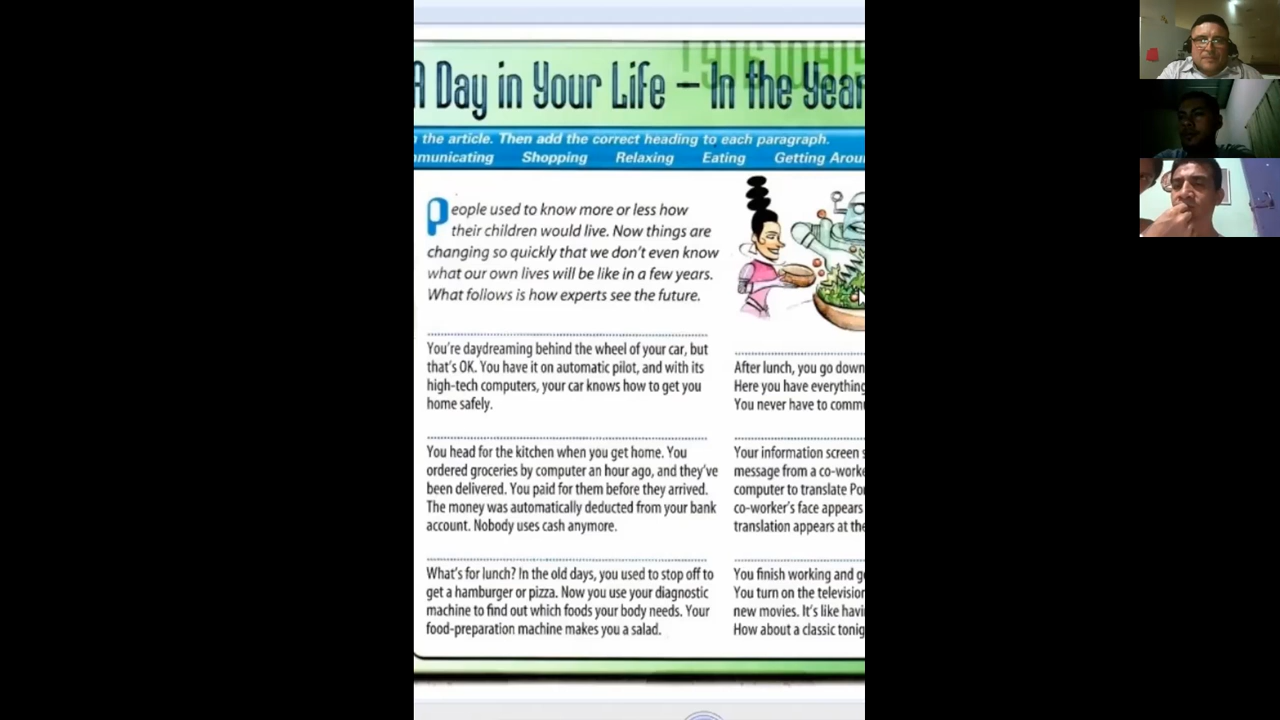 A Day in Your Life – In the Year
the article. Then add the correct heading to each paragraph.
Shopping Relaxing Eating Getting
People used to know more or less how
their children would live. Now things are
changing so quickly that we don't even know
what our own lives will be like in a few years.
What follows is how experts see the future.
You're daydreaming behind the wheel of your car, but
that's OK. You have it on automatic pilot, and with its
high-tech computers, your car knows how to get you
home safely.
You head for the kitchen when you get home. You
ordered groceries by computer an hour ago, and they've
been delivered. You paid for them before they arrived.
The money was automatically deducted from your bank
account. Nobody uses cash anymore.
What's for lunch? In the old days, you used to stop off to
get a hamburger or pizza. Now you use your diagnostic
machine to find out which foods your body needs. Your
food-preparation machine makes you a salad.
After lunch, you go down
Here you have everything
You never have to
Your information screen
message from a
computer to translate
co-worker's face appears
translation appears at
You finish working and
You turn on the television
new movies. It's like
How about a classic